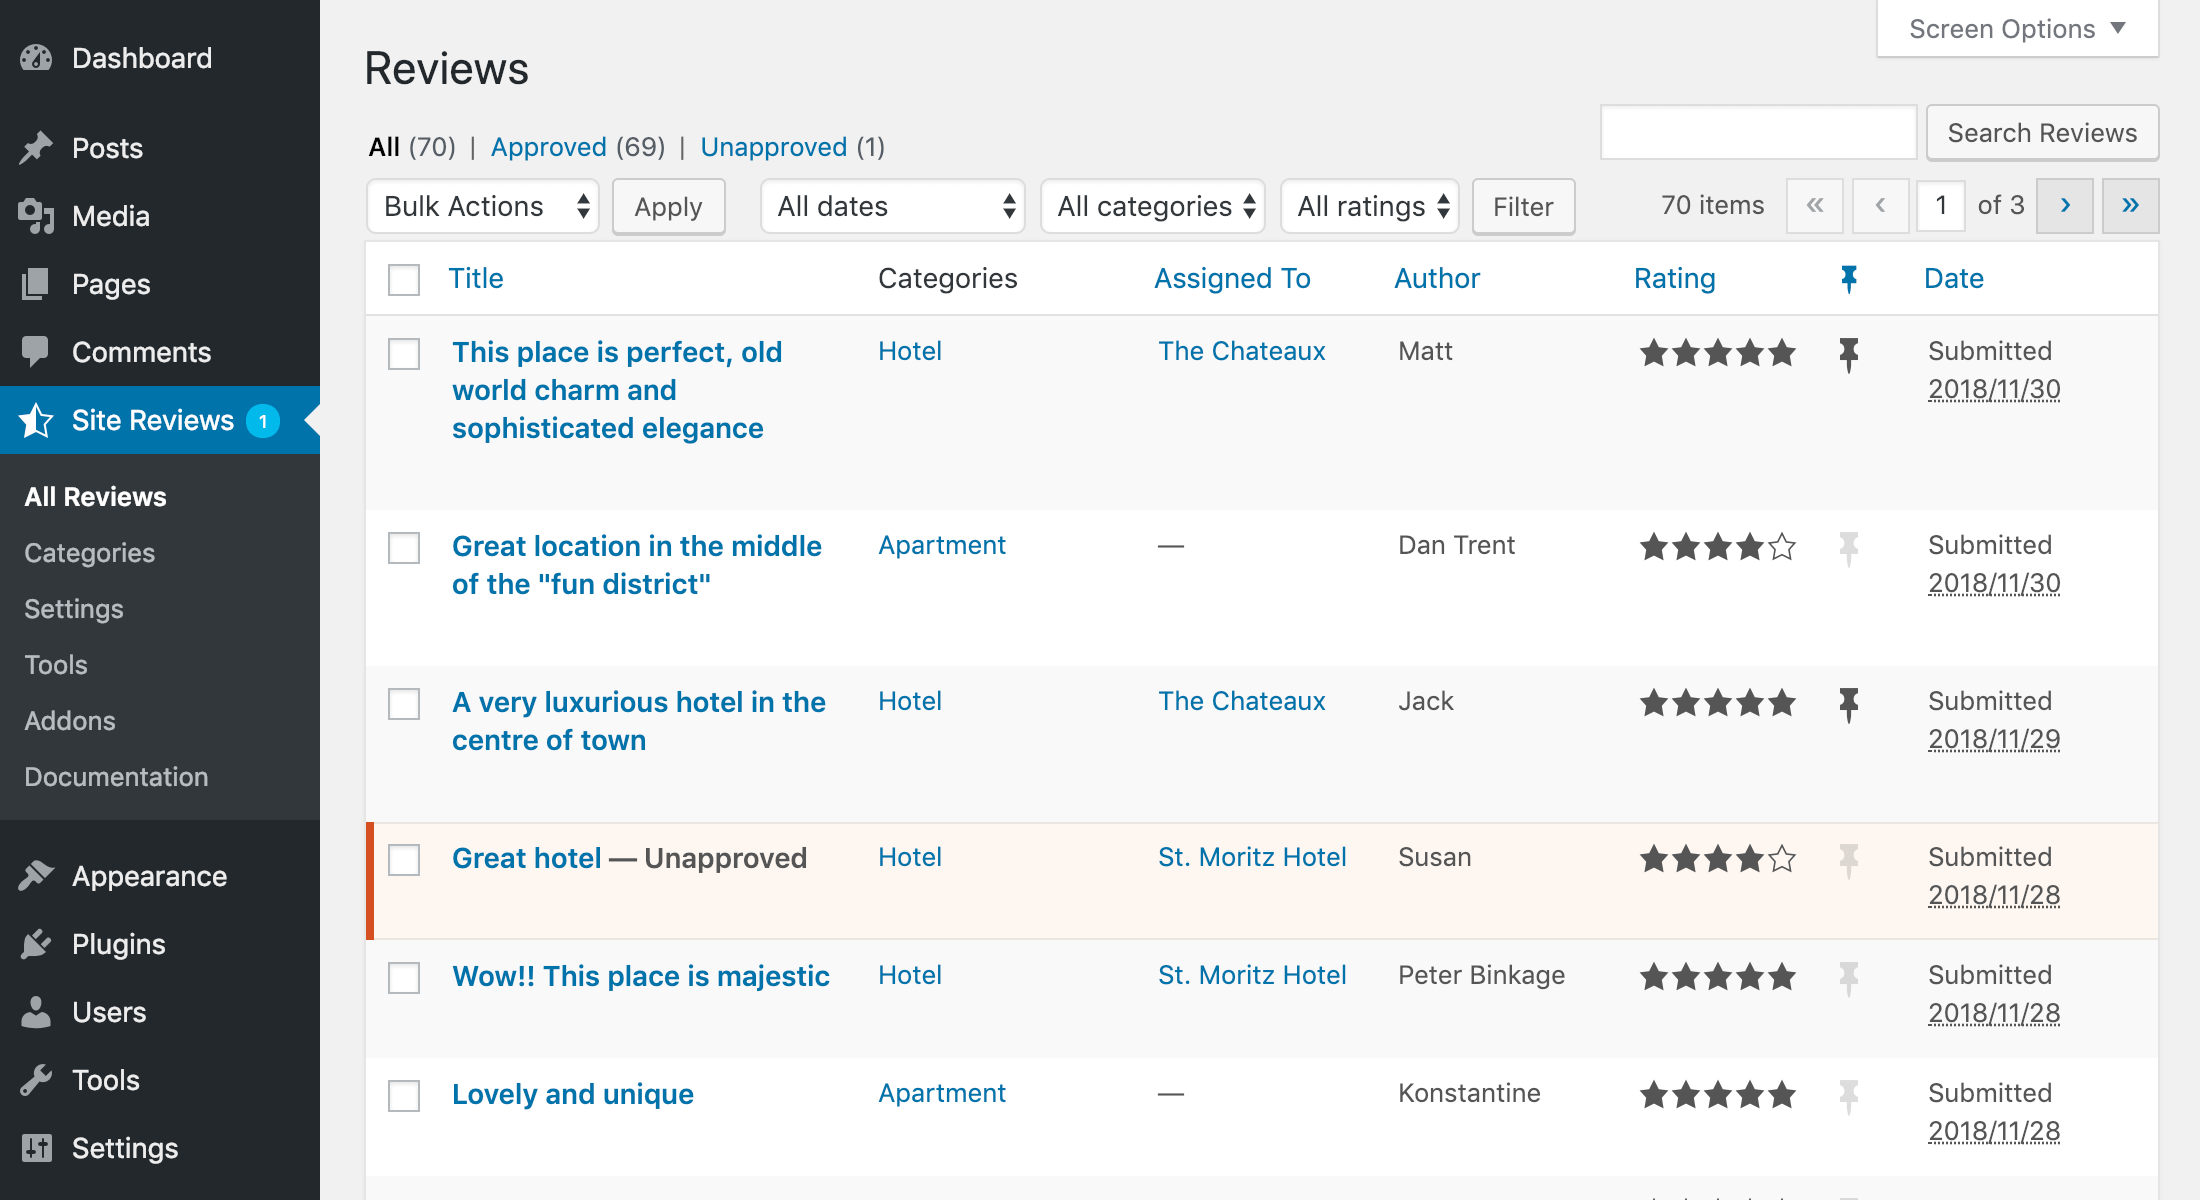 Dashboard
Posts
Media
Pages
Comments
Site Reviews 1
All Reviews
Categories
Settings
Tools
Addons
Documentation
Appearance
Plugins
Users
Tools
Settings
Screen Options
Reviews
All (70) | Approved (69) | Unapproved (1)
Search Reviews
Bulk Actions Apply All dates All categories All ratings Filter 70 items « ‹ 1 of 3 › »
Title Categories Assigned To Author Rating Date
This place is perfect, old
world charm and
sophisticated elegance
Hotel
The Chateaux
Matt
Submitted
2018/11/30
Great location in the middle
of the "fun district"
Apartment
—
Dan Trent
Submitted
2018/11/30
A very luxurious hotel in the
centre of town
Hotel
The Chateaux
Jack
Submitted
2018/11/29
Great hotel — Unapproved
Hotel
St. Moritz Hotel
Susan
Submitted
2018/11/28
Wow!! This place is majestic
Hotel
St. Moritz Hotel
Peter Binkage
Submitted
2018/11/28
Lovely and unique
Apartment
—
Konstantine
Submitted
2018/11/28